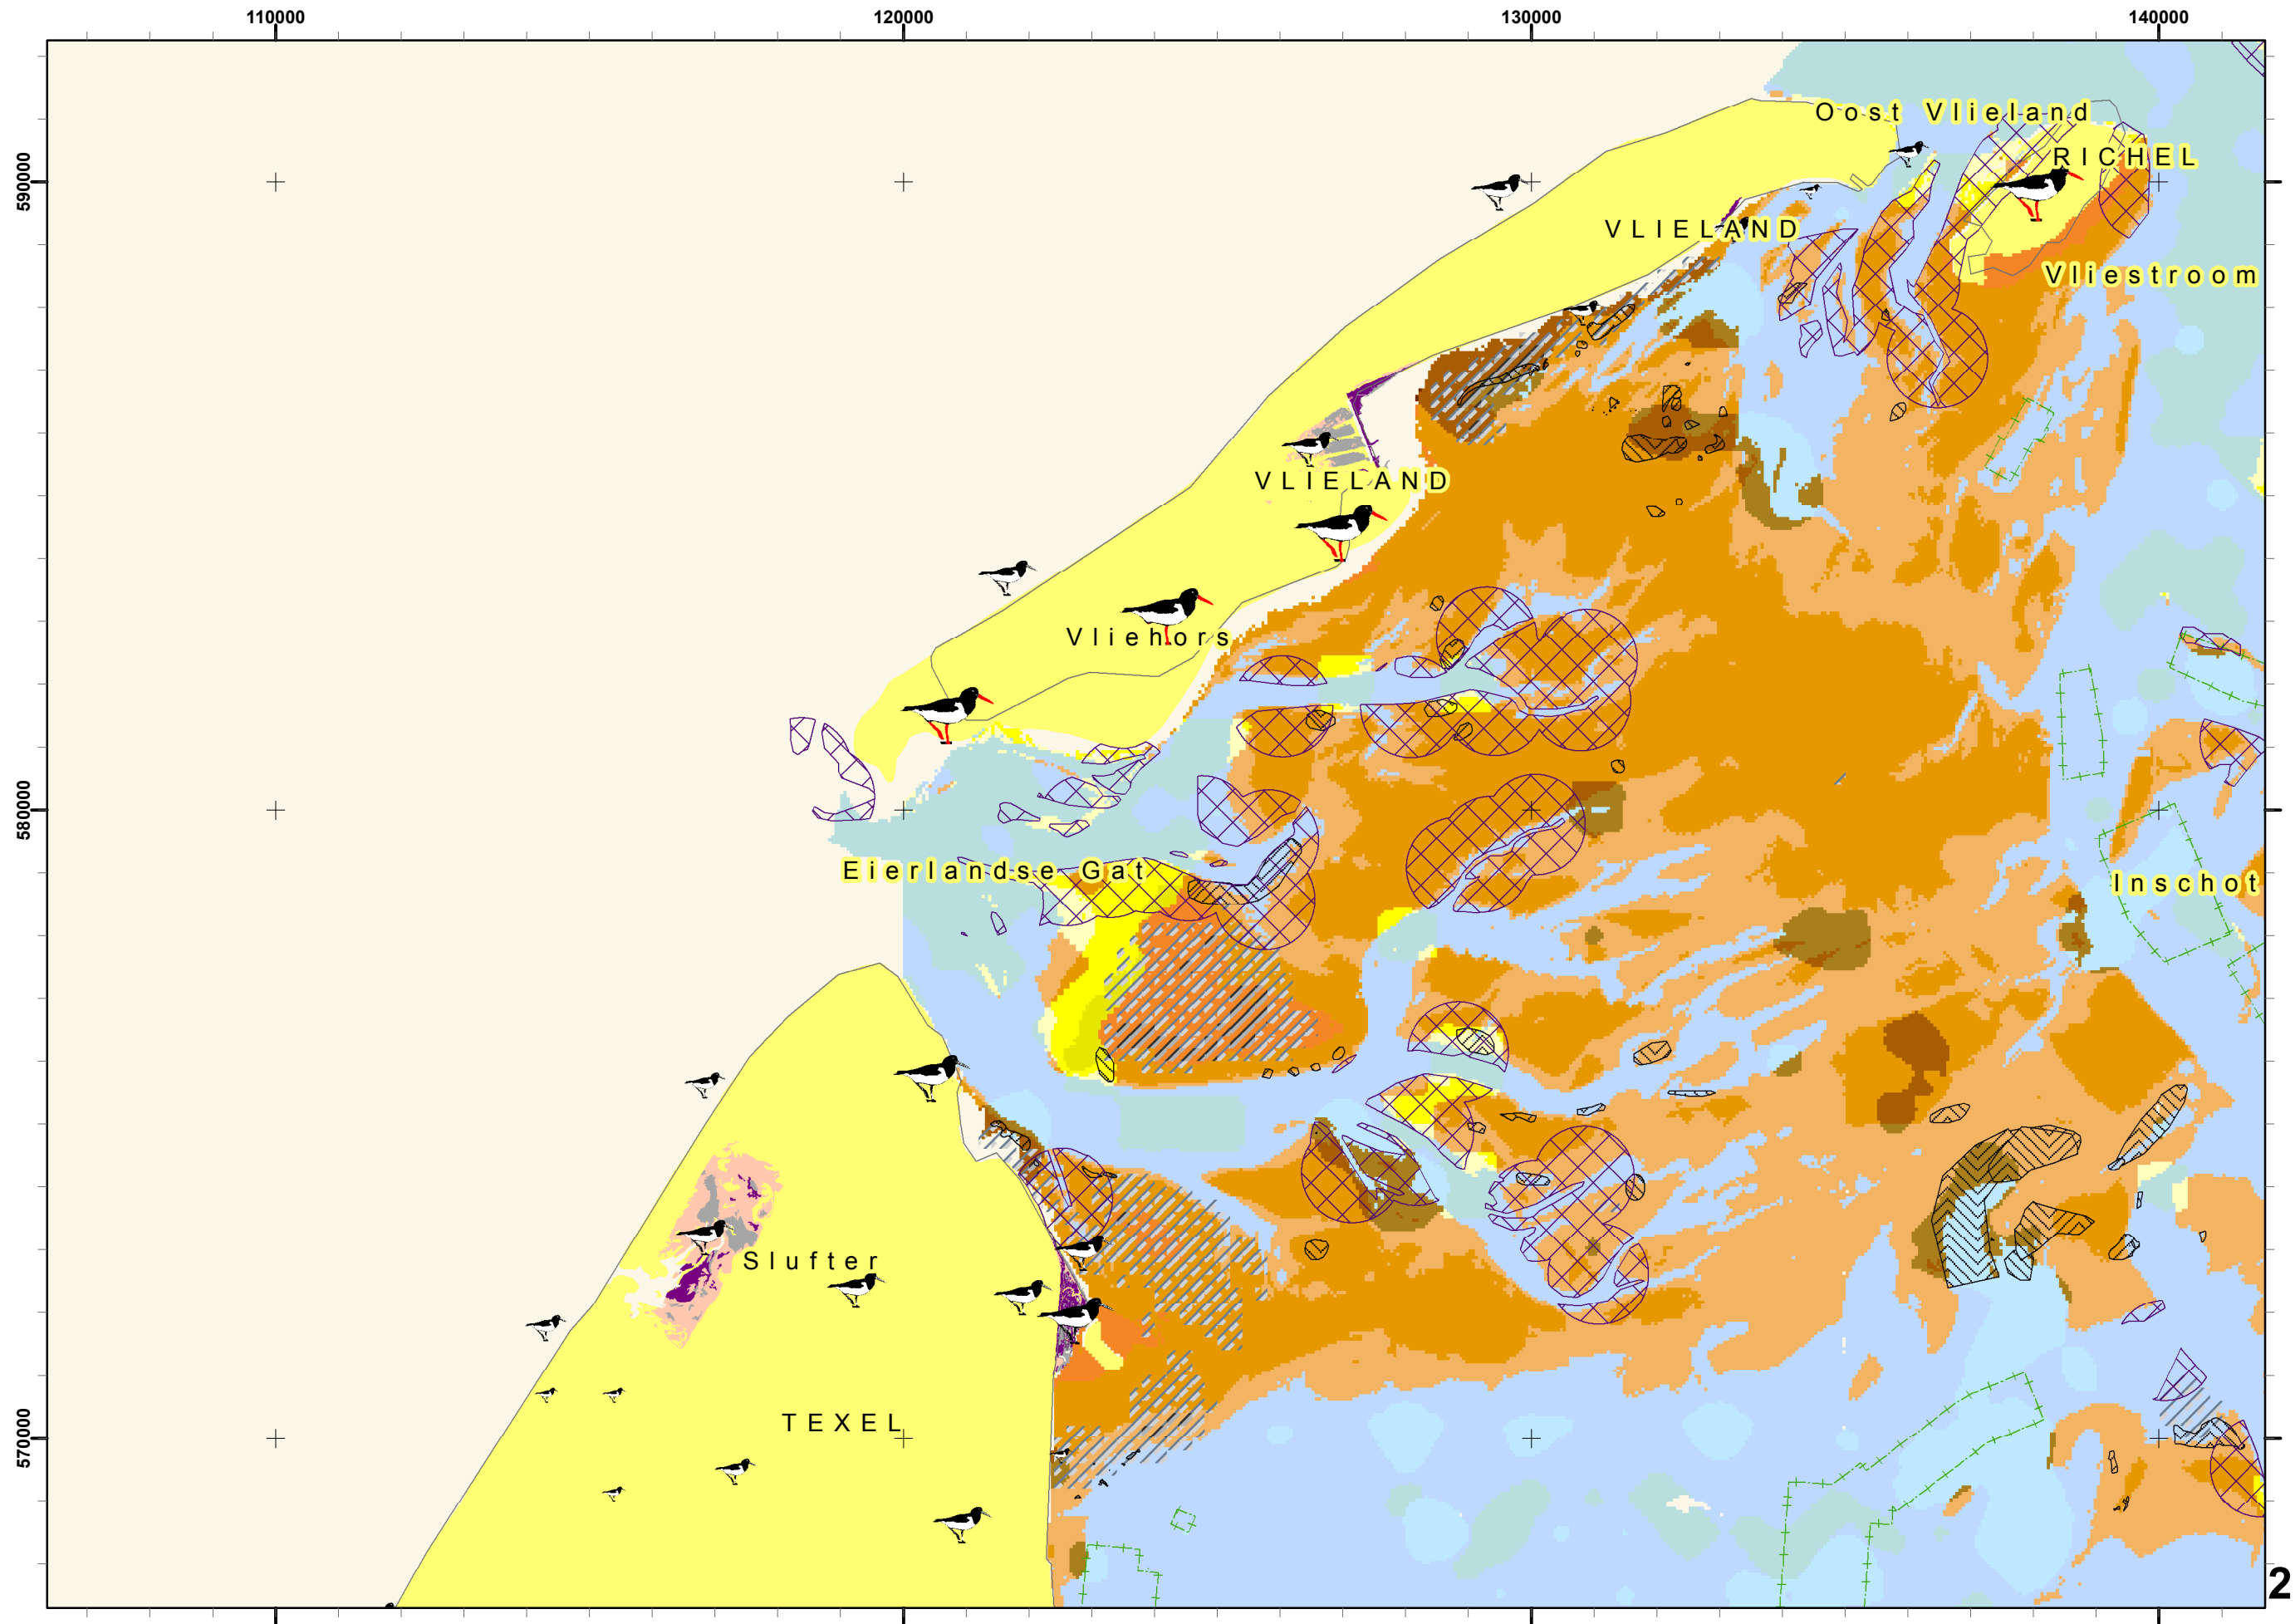 110000 120000 130000 140000
Oost Vlieland
RICHEL
590000
VLIELAND
Vliestroom
VLIELAND
Vliehors
580000
Eierlandse Gat
Inschot
Slufter
TEXEL
570000
2